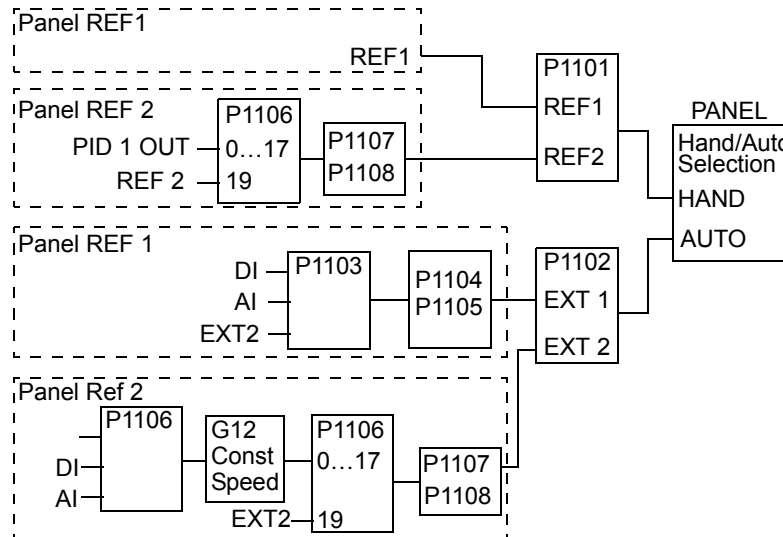 Panel REF1
REF1
P1101
REF1
REF2
Panel REF 2
P1106
PID 1 OUT
0...17
REF 2
19
P1107
P1108
PANEL
Hand/Auto
Selection
HAND
AUTO
Panel REF 1
DI
AI
EXT2
P1103
P1104
P1105
P1102
EXT 1
EXT 2
Panel Ref 2
P1106
DI
AI
G12
Const
Speed
P1106
0...17
EXT2
19
P1107
P1108